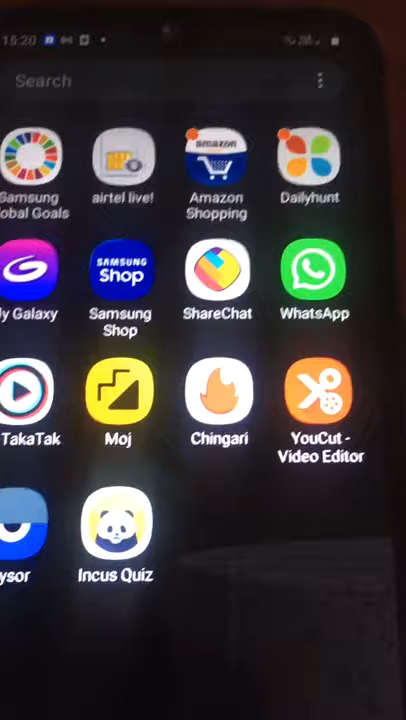 15:20
Search
Samsung
obal Goals
airtel live!
amazon
Amazon
Shopping
Dailyhunt
y Galaxy
SAMSUNG
Shop
Samsung
Shop
ShareChat
WhatsApp
TakaTak
Moj
Chingari
YouCut -
Video Editor
ysor
Incus Quiz